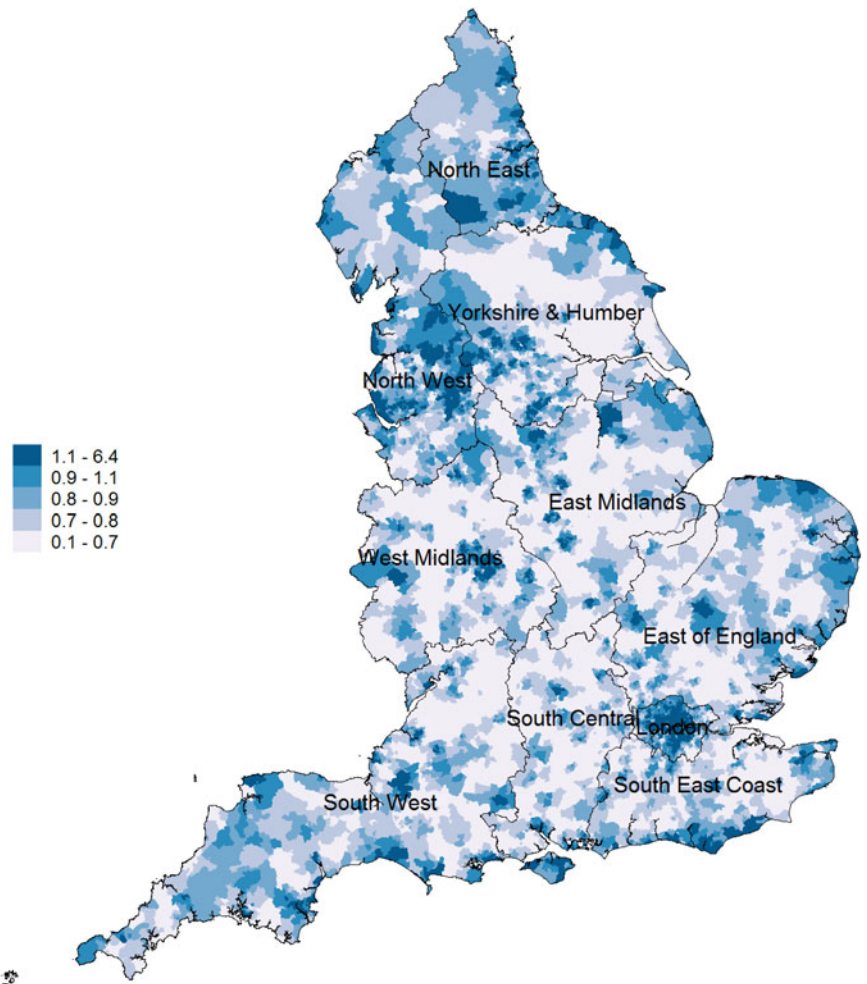 North East
Yorkshire & Humber
North West
1.1 - 6.4
0.9 - 1.1
0.8 - 0.9
0.7 - 0.8
0.1 - 0.7
East Midlands
West Midlands
East of England
South Central
London
South East Coast
South West